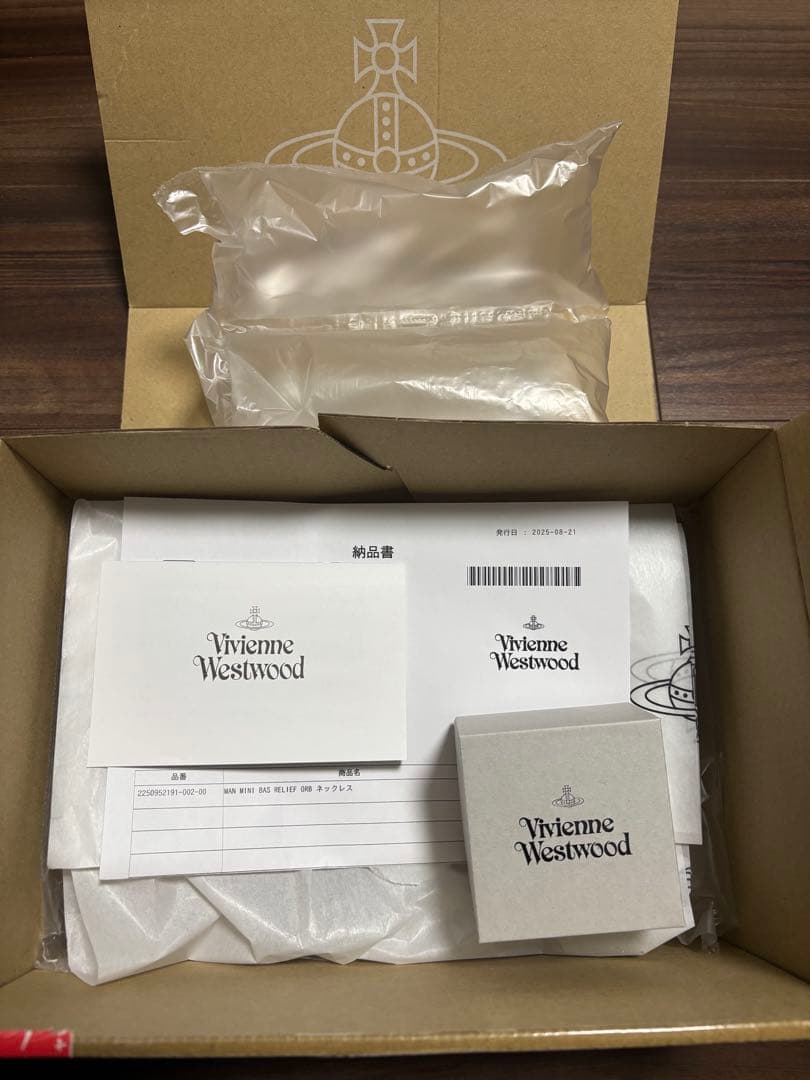 発行日 : 2025-08-21
納品書
Vivienne
Westwood
Vivienne
Westwood
品番 商品名
2250952191-002-00 MAN MINI BAS RELIEF ORB ネックレス
Vivienne
Westwood